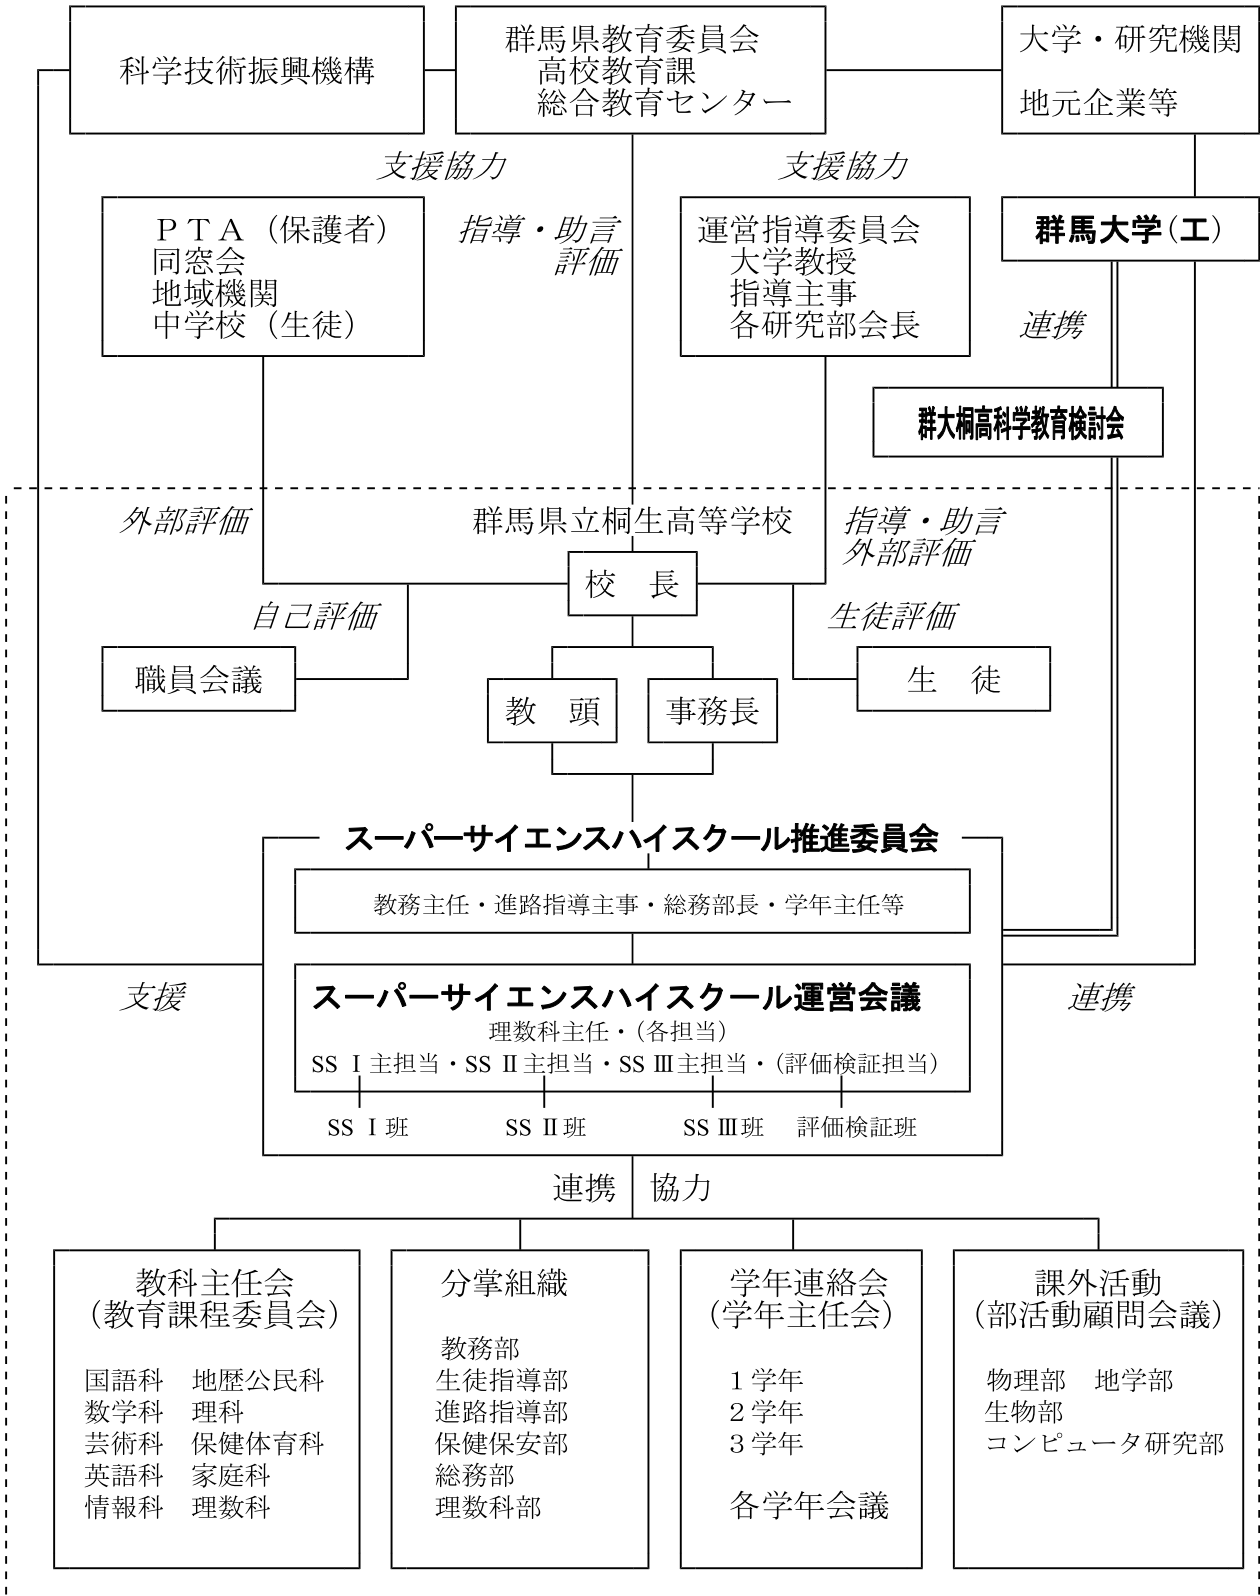 科学技術振興機構
群馬県教育委員会
高校教育課
総合教育センター
大学・研究機関
地元企業等
支援協力
支援協力
ＰＴＡ（保護者）
同窓会
地域機関
中学校（生徒）
指導・助言
評価
運営指導委員会
大学教授
指導主事
各研究部会長
群馬大学（工）
連携
群大桐高科学教育検討会
外部評価
群馬県立桐生高等学校
指導・助言
外部評価
校　長
自己評価
生徒評価
職員会議
教　頭
事務長
生　徒
スーパーサイエンスハイスクール推進委員会
教務主任・進路指導主事・総務部長・学年主任等
支援
連携
スーパーサイエンスハイスクール運営会議
理数科主任・（各担当）
SS Ⅰ主担当・SS Ⅱ主担当・SS Ⅲ主担当・（評価検証担当）
SS Ⅰ班　SS Ⅱ班　SS Ⅲ班　評価検証班
連携　協力
教科主任会
（教育課程委員会）
国語科　地歴公民科
数学科　理科
芸術科　保健体育科
英語科　家庭科
情報科　理数科
分掌組織
教務部
生徒指導部
進路指導部
保健保安部
総務部
理数科部
学年連絡会
（学年主任会）
１学年
２学年
３学年
各学年会議
課外活動
（部活動顧問会議）
物理部　地学部
生物部
コンピュータ研究部